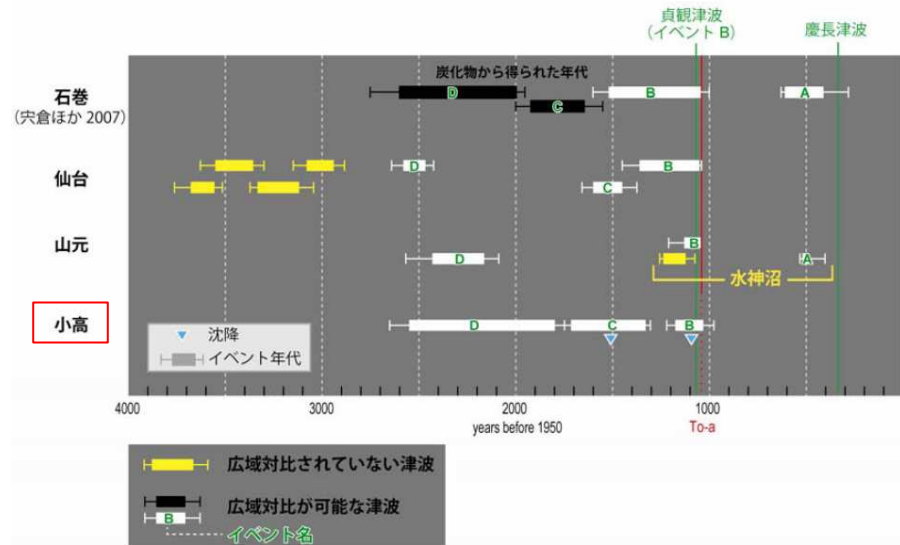 貞観津波
(イベント B)
慶長津波
炭化物から得られた年代
石巻
(宍倉ほか 2007)
D
C
B
A
仙台
D
C
B
山元
D
B
A
水神沼
小高
D
C
B
沈降
イベント年代
4000
3000
2000
1000
years before 1950
To-a
広域対比されていない津波
広域対比が可能な津波
B
イベント名